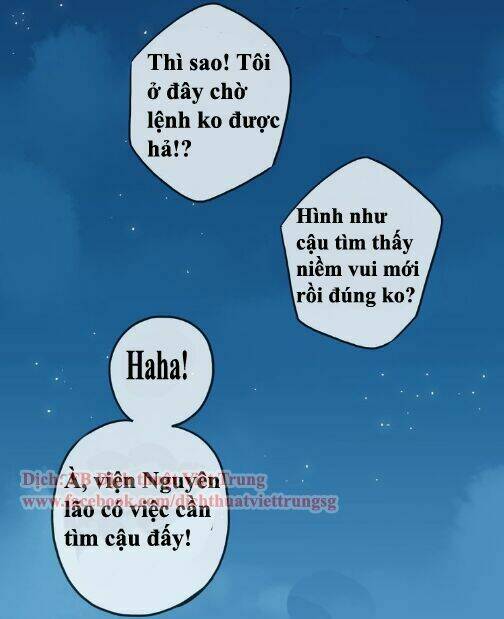 Thì sao! Tôi
ở đây chờ
lệnh ko được
hả!?
Hình như
cậu tìm thấy
niềm vui mới
rồi đúng ko?
Haha!
À, viện Nguyên
lão có việc cần
tìm cậu đấy!
www.facebook.com/dichthuatviettrungsg